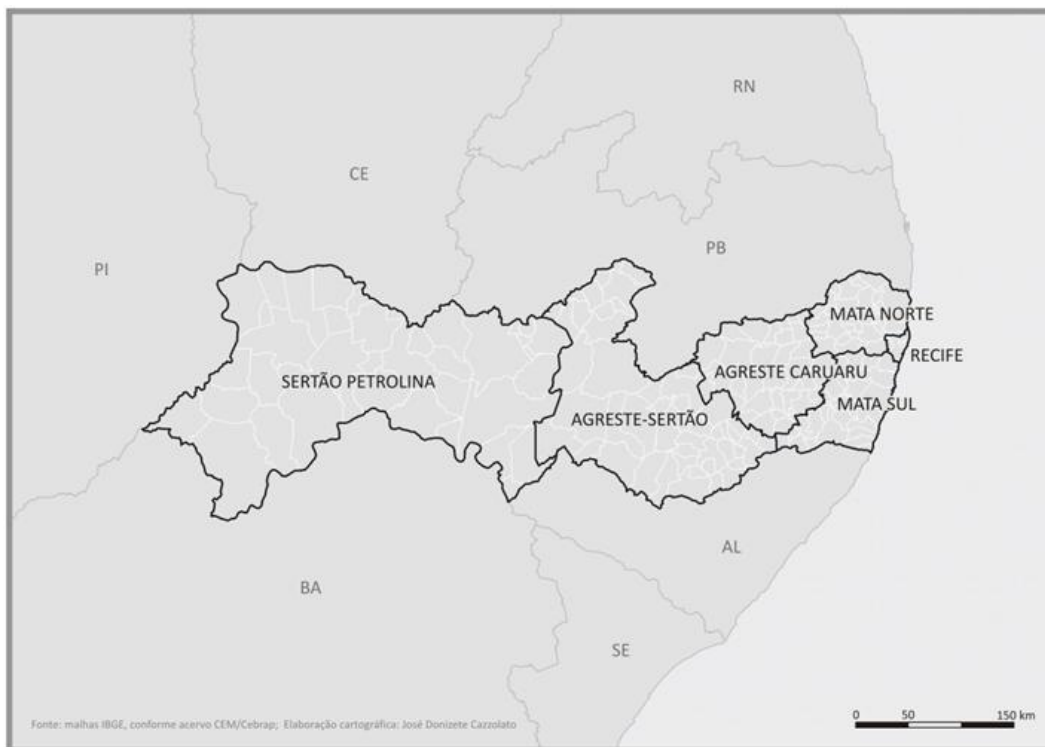 RN
CE
PI
PB
MATA NORTE
RECIFE
AGRESTE CARUARU
SERTÃO PETROLINA
MATA SUL
AGRESTE-SERTÃO
AL
BA
SE
Fonte: malhas IBGE, conforme acervo CEM/Cebrap; Elaboração cartográfica: José Donizete Cazzolato
0 50 150 km